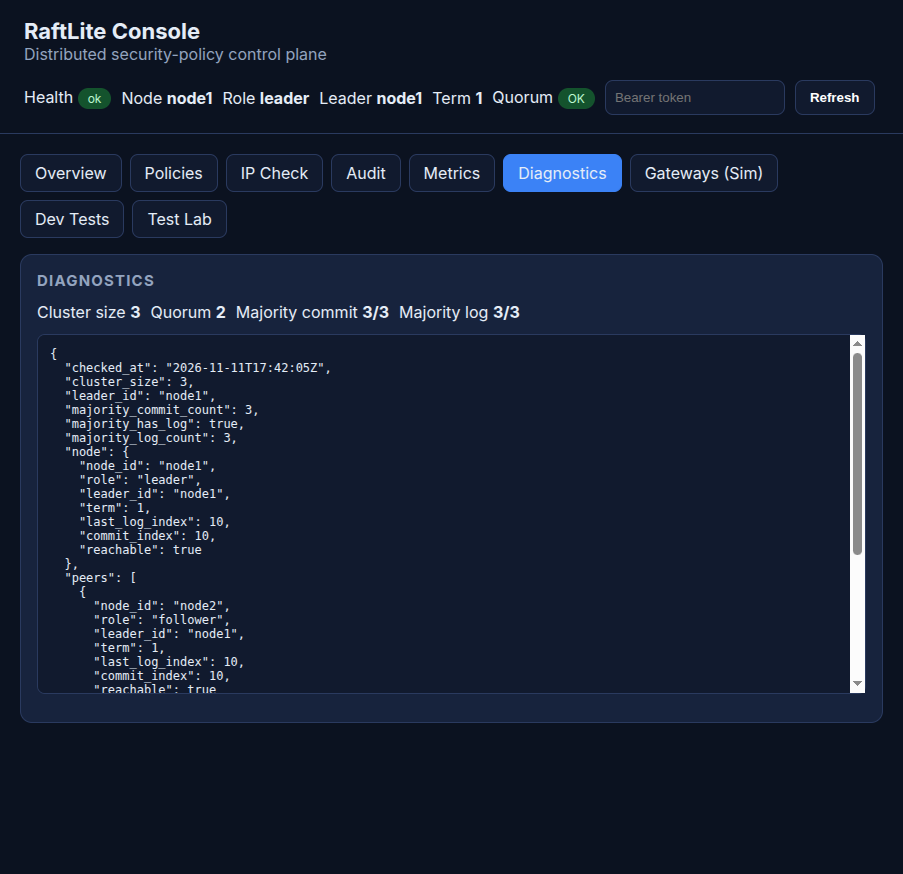 RaftLite Console
Distributed security-policy control plane
Health ok Node node1 Role leader Leader node1 Term 1 Quorum OK Bearer token Refresh
Overview Policies IP Check Audit Metrics Diagnostics Gateways (Sim)
Dev Tests Test Lab
DIAGNOSTICS
Cluster size 3 Quorum 2 Majority commit 3/3 Majority log 3/3
{
  "checked_at": "2026-11-11T17:42:05Z",
  "cluster_size": 3,
  "leader_id": "node1",
  "majority_commit_count": 3,
  "majority_has_log": true,
  "majority_log_count": 3,
  "node": {
    "node_id": "node1",
    "role": "leader",
    "leader_id": "node1",
    "term": 1,
    "last_log_index": 10,
    "commit_index": 10,
    "reachable": true
  },
  "peers": [
    {
      "node_id": "node2",
      "role": "follower",
      "leader_id": "node1",
      "term": 1,
      "last_log_index": 10,
      "commit_index": 10,
      "reachable": true